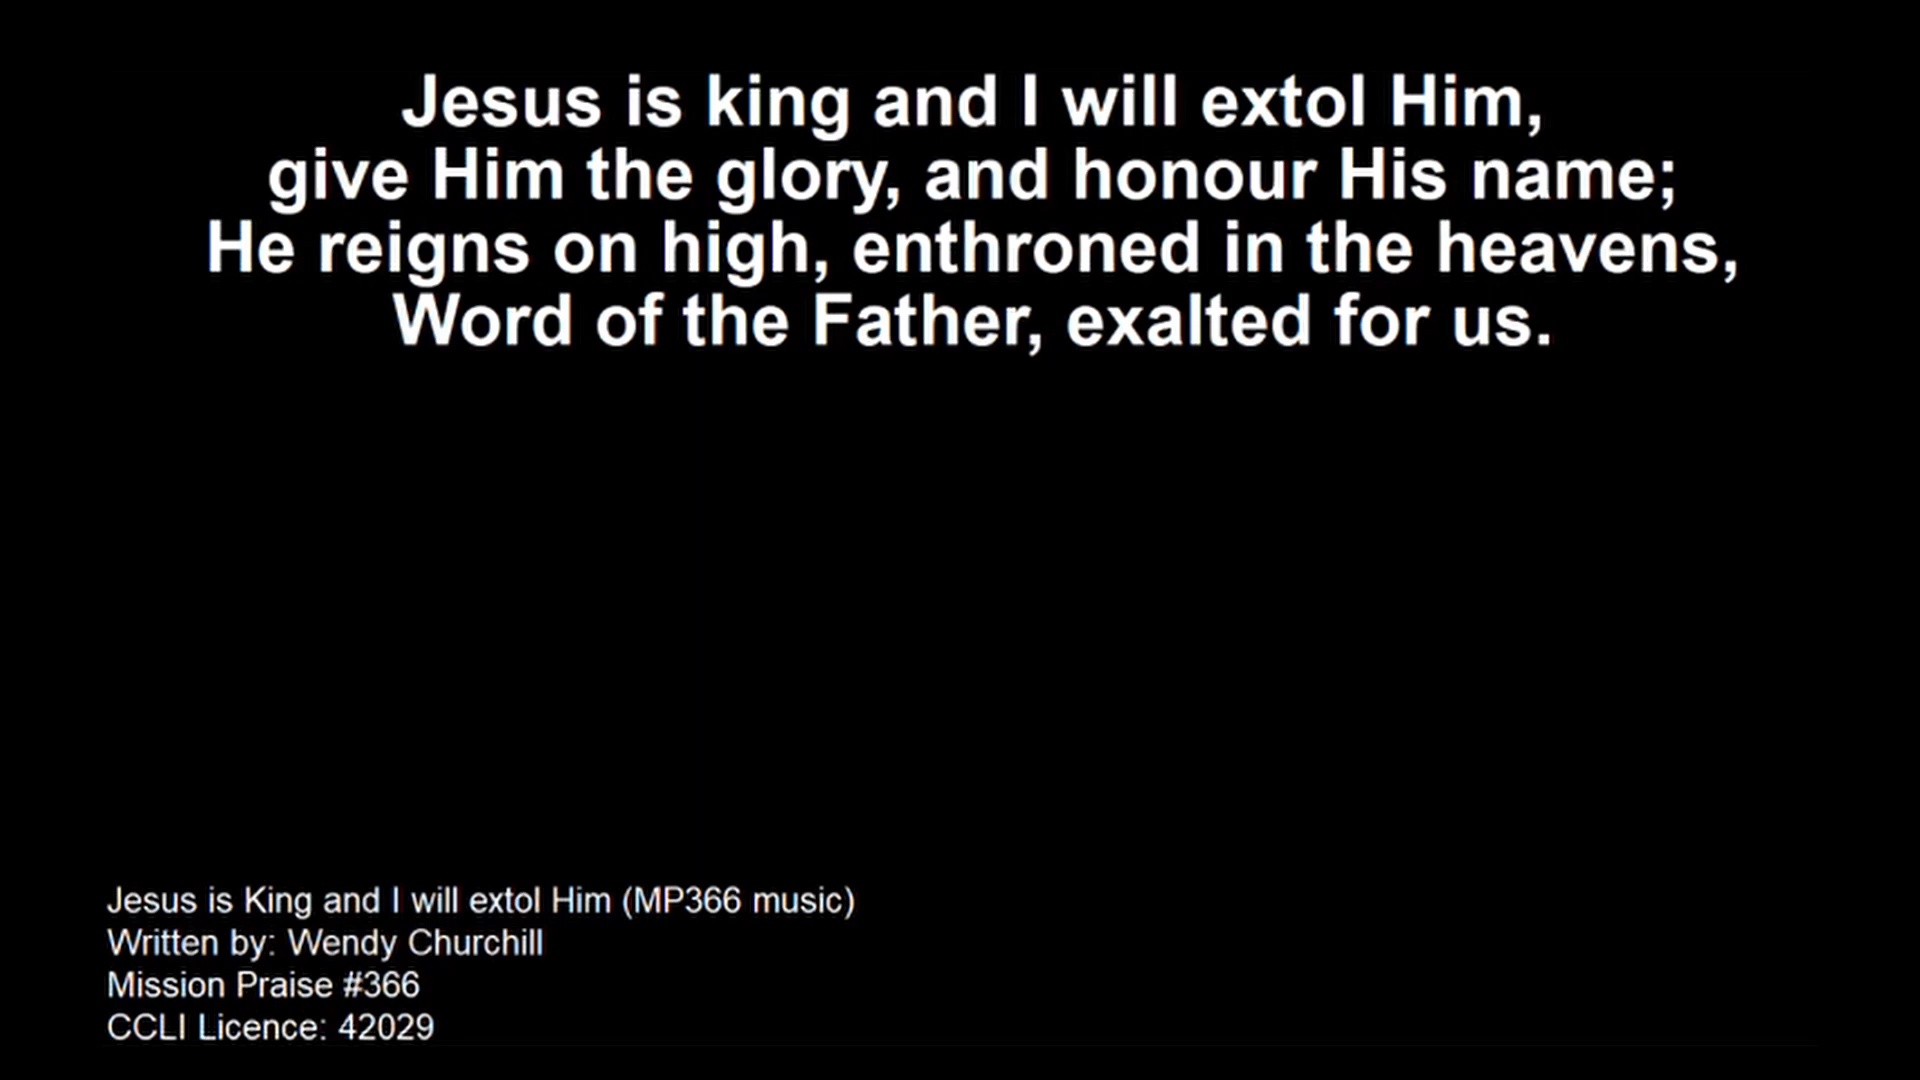 Jesus is king and I will extol Him,
give Him the glory, and honour His name;
He reigns on high, enthroned in the heavens,
Word of the Father, exalted for us.
Jesus is King and I will extol Him (MP366 music)
Written by: Wendy Churchill
Mission Praise #366
CCLI Licence: 42029